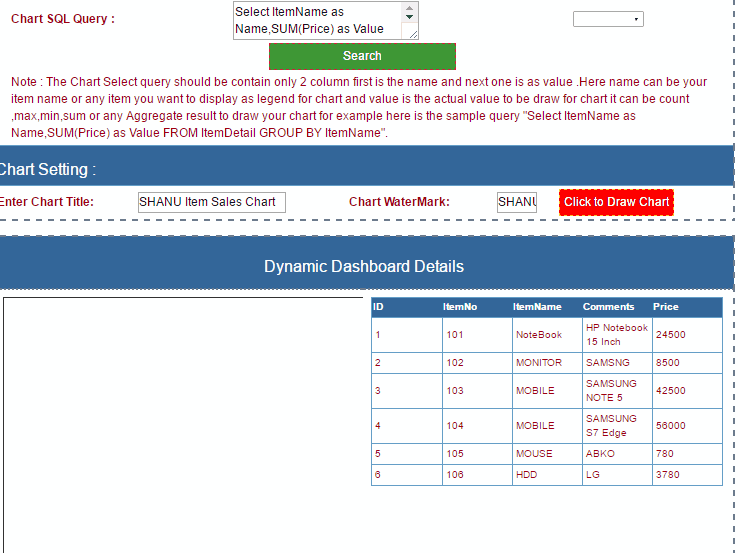 Chart SQL Query :
Select ItemName as
Name,SUM(Price) as Value
Search
Note : The Chart Select query should be contain only 2 column first is the name and next one is as value .Here name can be your
item name or any item you want to display as legend for chart and value is the actual value to be draw for chart it can be count
,max,min,sum or any Aggregate result to draw your chart for example here is the sample query "Select ItemName as
Name,SUM(Price) as Value FROM ItemDetail GROUP BY ItemName".
Chart Setting :
Enter Chart Title: SHANU Item Sales Chart Chart WaterMark: SHANU Click to Draw Chart
Dynamic Dashboard Details
ID ItemNo ItemName Comments Price
1 101 NoteBook HP Notebook 15 Inch 24500
2 102 MONITOR SAMSNG 8500
3 103 MOBILE SAMSUNG NOTE 5 42500
4 104 MOBILE SAMSUNG S7 Edge 56000
5 105 MOUSE ABKO 780
6 106 HDD LG 3780